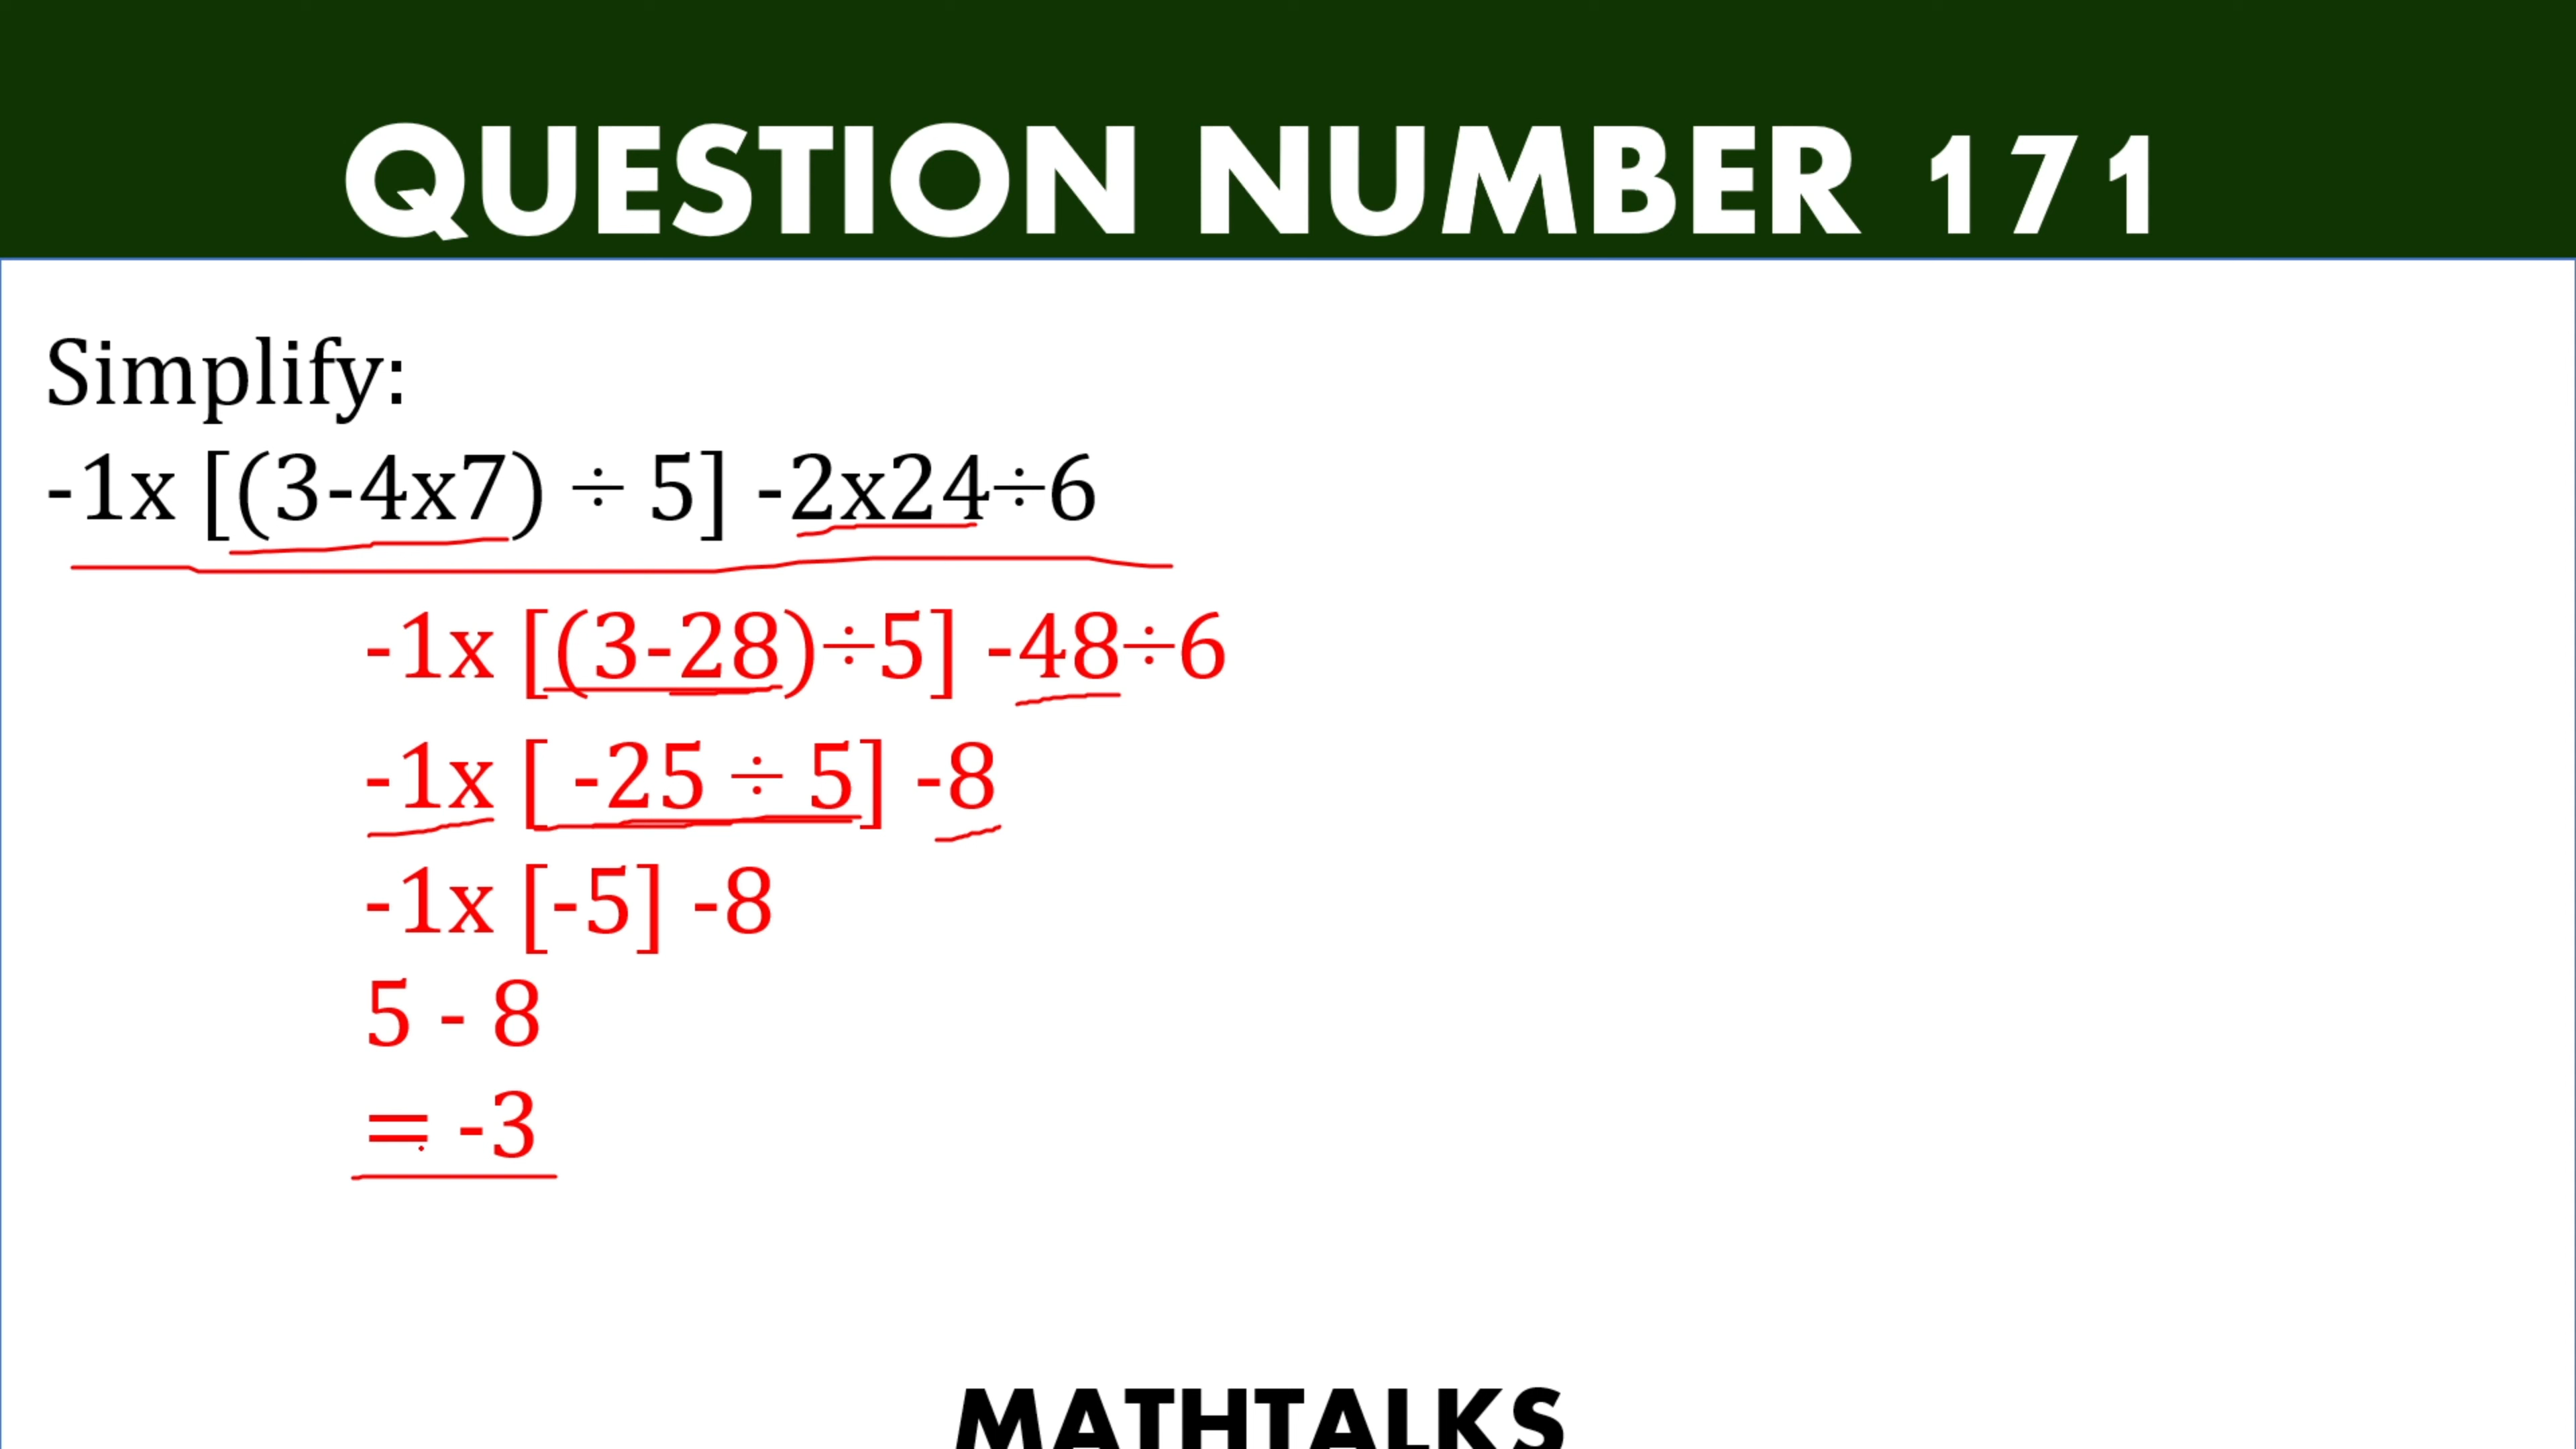 QUESTION NUMBER 171
Simplify:
-1x [(3-4x7) ÷ 5] -2x24÷6
-1x [(3-28)÷5] -48÷6
-1x [ -25 ÷ 5] -8
-1x [-5] -8
5 - 8
= -3
MATHTALKS